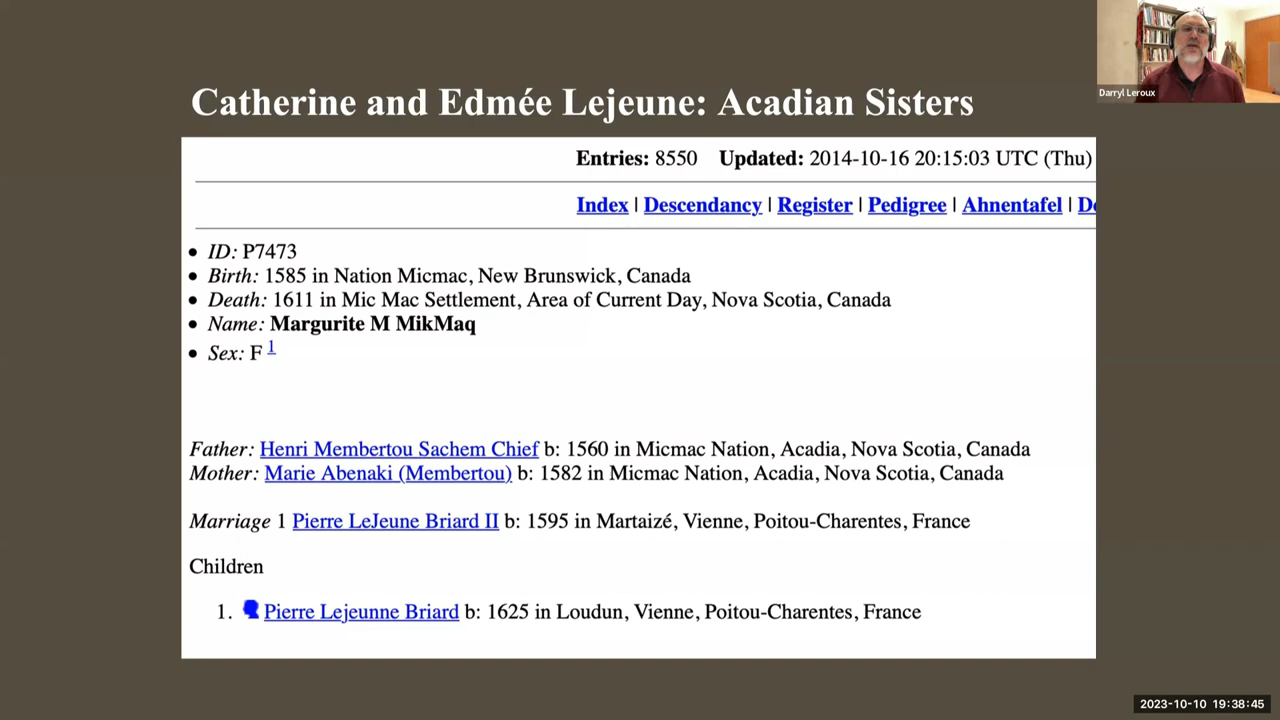 Darryl Leroux
Catherine and Edmée Lejeune: Acadian Sisters
Entries: 8550 Updated: 2014-10-16 20:15:03 UTC (Thu)
Index | Descendancy | Register | Pedigree | Ahnentafel | D
• ID: P7473
• Birth: 1585 in Nation Micmac, New Brunswick, Canada
• Death: 1611 in Mic Mac Settlement, Area of Current Day, Nova Scotia, Canada
• Name: Margurite M MikMaq
• Sex: F 1
Father: Henri Membertou Sachem Chief b: 1560 in Micmac Nation, Acadia, Nova Scotia, Canada
Mother: Marie Abenaki (Membertou) b: 1582 in Micmac Nation, Acadia, Nova Scotia, Canada
Marriage 1 Pierre LeJeune Briard II b: 1595 in Martaizé, Vienne, Poitou-Charentes, France
Children
1. Pierre Lejeunne Briard b: 1625 in Loudun, Vienne, Poitou-Charentes, France
2023-10-10 19:38:45